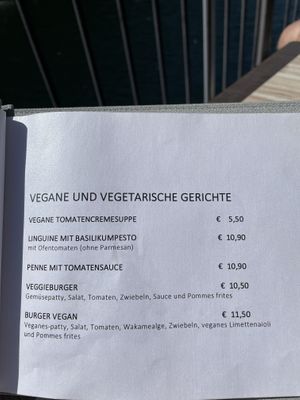 VEGANE UND VEGETARISCHE GERICHTE
VEGANE TOMATENCREMESUPPE € 5,50
LINGUINE MIT BASILIKUMPESTO € 10,90
mit Ofentomaten (ohne Parmesan)
PENNE MIT TOMATENSAUCE € 10,90
VEGGIEBURGER € 10,50
Gemüsepatty, Salat, Tomaten, Zwiebeln, Sauce und Pommes frites
BURGER VEGAN € 11,50
Veganes-patty, Salat, Tomaten, Wakamealge, Zwiebeln, veganes Limettenaioli
und Pommes frites